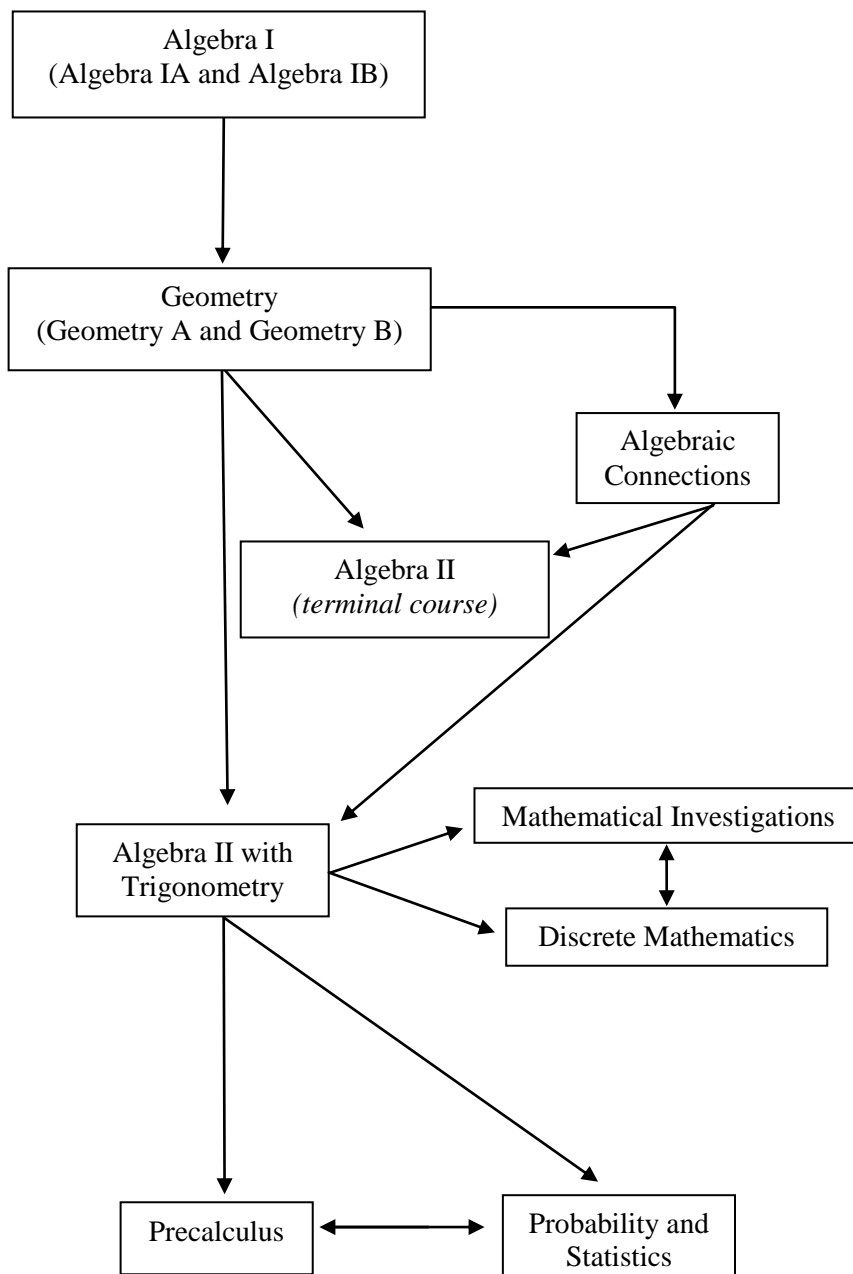 Algebra I
(Algebra IA and Algebra IB)
Geometry
(Geometry A and Geometry B)
Algebraic
Connections
Algebra II
(terminal course)
Mathematical Investigations
Algebra II with
Trigonometry
Discrete Mathematics
Precalculus
Probability and
Statistics